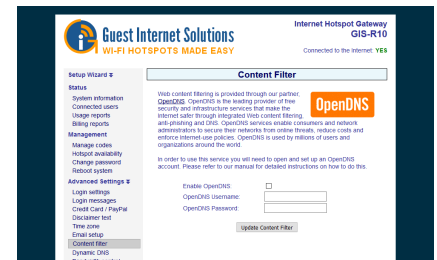 Guest Internet Solutions
WI-FI HOTSPOTS MADE EASY
Internet Hotspot Gateway
GIS-R10
Connected to the Internet: YES
Setup Wizard
Status
System information
Connected users
Usage reports
Billing reports
Management
Manage codes
Hotspot availability
Change password
Reboot system
Advanced Settings
Login settings
Login messages
Credit Card / PayPal
Disclaimer text
Time zone
Email setup
Content filter
Dynamic DNS
Content Filter
Web content filtering is provided through our partner,
OpenDNS. OpenDNS is the leading provider of free
security and infrastructure services that make the
internet safer through integrated Web content filtering,
anti-phishing and DNS. OpenDNS services enable consumers and network
administrators to secure their networks from online threats, reduce costs and
enforce internet-use policies. OpenDNS is used by millions of users and
organizations around the world.
OpenDNS
In order to use this service you will need to open and set up an OpenDNS
account. Please refer to our manual for detailed instructions on how to do this.
Enable OpenDNS:
OpenDNS Username:
OpenDNS Password:
Update Content Filter